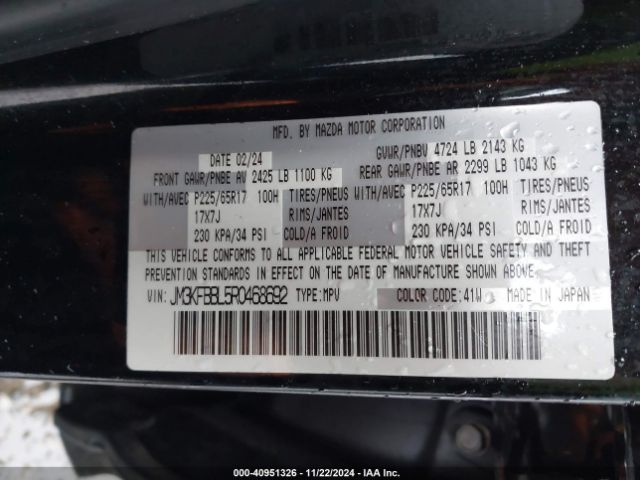 MFD. BY MAZDA MOTOR CORPORATION
DATE 02/24 GVWR/PNBV 4724 LB 2143 KG
FRONT GAWR/PNBE AV 2425 LB 1100 KG REAR GAWR/PNBE AR 2299 LB 1043 KG
WITH/AVEC P225/65R17 100H TIRES/PNEUS WITH/AVEC P225/65R17 100H TIRES/PNEUS
17X7J RIMS/JANTES 17X7J RIMS/JANTES
230 KPA/34 PSI COLD/A FROID 230 KPA/34 PSI COLD/A FROID
THIS VEHICLE CONFORMS TO ALL APPLICABLE FEDERAL MOTOR VEHICLE SAFETY AND THEFT
PREVENTION STANDARDS IN EFFECT ON THE DATE OF MANUFACTURE SHOWN ABOVE.
VIN: JM3KFBBL5R0468692 TYPE:MPV COLOR CODE:41W MADE IN JAPAN
000-40951326 - 11/22/2024 - IAA Inc.